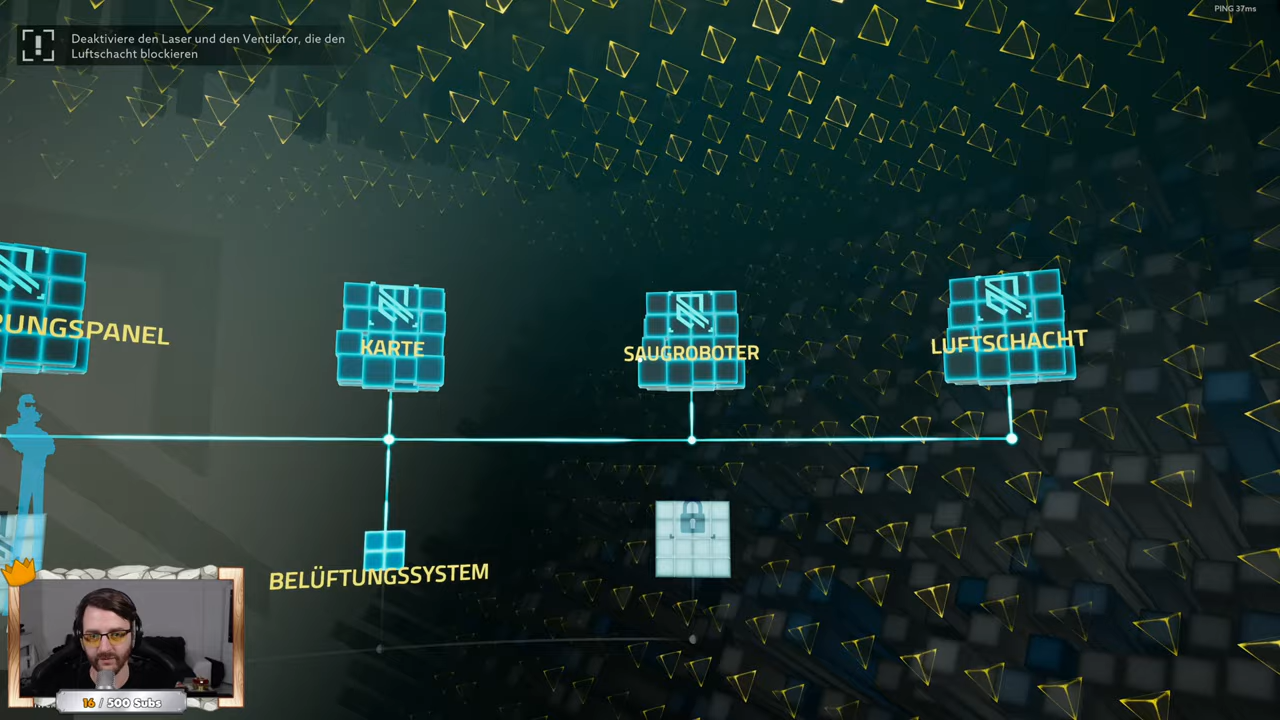 PING 37ms
Deaktiviere den Laser und den Ventilator, die den
Luftschacht blockieren
RUNGSPANEL
KARTE
SAUGROBOTER
LUFTSCHACHT
BELÜFTUNGSSYSTEM
16 / 500 Subs